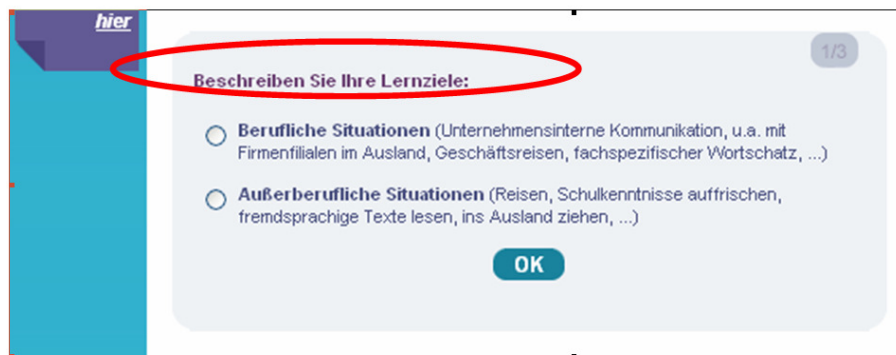 hier
1/3
Beschreiben Sie Ihre Lernziele:
Berufliche Situationen (Unternehmensinterne Kommunikation, u.a. mit
Firmenfilialen im Ausland, Geschäftsreisen, fachspezifischer Wortschatz, ...)
Außerberufliche Situationen (Reisen, Schulkenntnisse auffrischen,
fremdsprachige Texte lesen, ins Ausland ziehen, ...)
OK